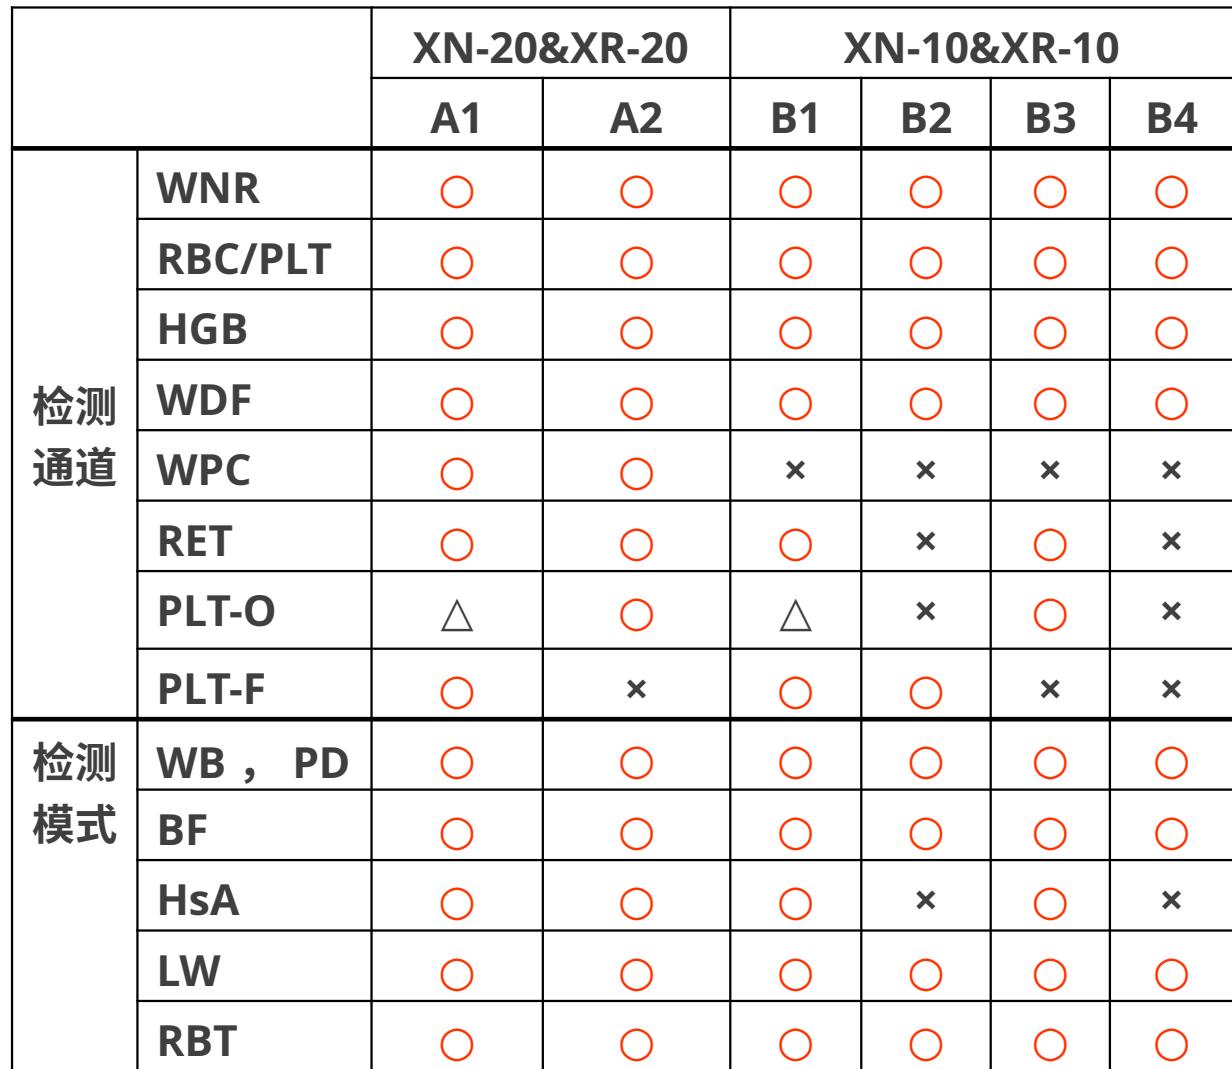 XN-20&XR-20 XN-10&XR-10
A1 A2 B1 B2 B3 B4
检测
通道
WNR ○ ○ ○ ○ ○ ○
RBC/PLT ○ ○ ○ ○ ○ ○
HGB ○ ○ ○ ○ ○ ○
WDF ○ ○ ○ ○ ○ ○
WPC ○ ○ × × × ×
RET ○ ○ ○ × ○ ×
PLT-O △ ○ △ × ○ ×
PLT-F ○ × ○ ○ × ×
检测
模式
WB ， PD ○ ○ ○ ○ ○ ○
BF ○ ○ ○ ○ ○ ○
HsA ○ ○ ○ × ○ ×
LW ○ ○ ○ ○ ○ ○
RBT ○ ○ ○ ○ ○ ○